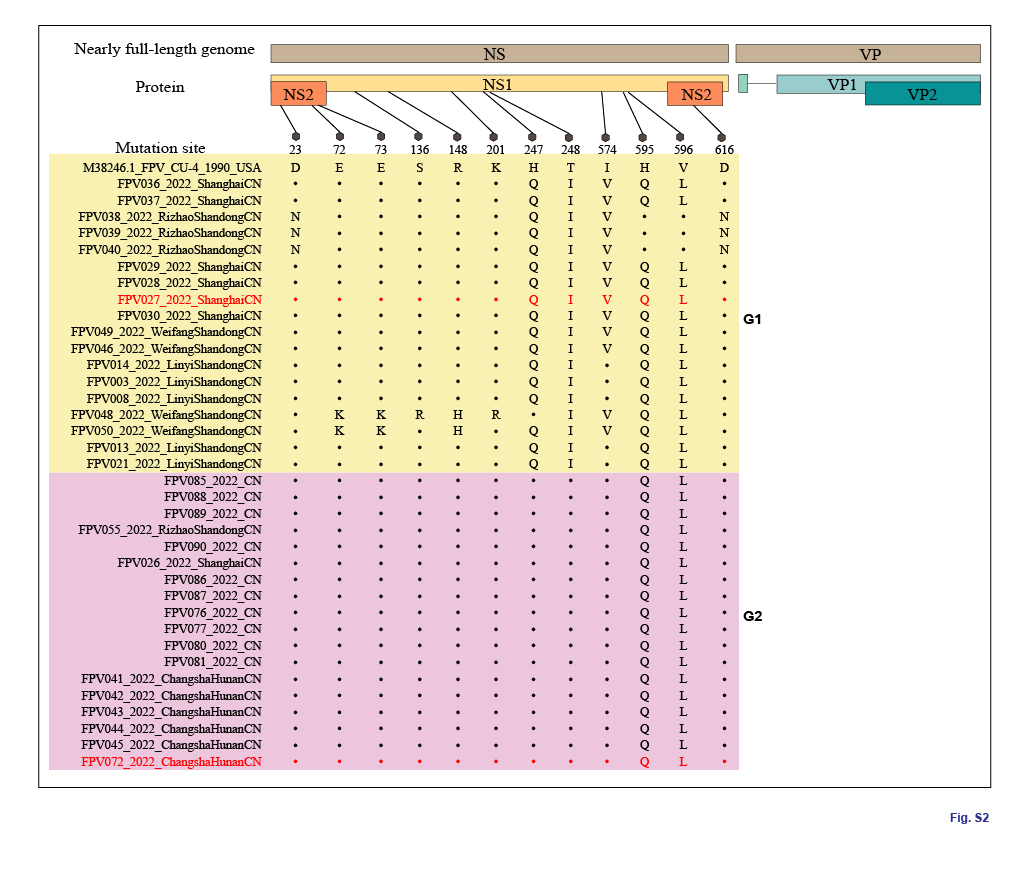 Nearly full-length genome NS VP
Protein NS2 NS1 NS2 VP1 VP2
Mutation site 23 72 73 136 148 201 247 248 574 595 596 616
M38246.1_FPV_CU-4_1990_USA D E E S R K H T I H V D
FPV036_2022_ShanghaiCN • • • • • • Q I V Q L •
FPV037_2022_ShanghaiCN • • • • • • Q I V Q L •
FPV038_2022_RizhaoShandongCN N • • • • • Q I V • • N
FPV039_2022_RizhaoShandongCN N • • • • • Q I V • • N
FPV040_2022_RizhaoShandongCN N • • • • • Q I V • • N
FPV029_2022_ShanghaiCN • • • • • • Q I V Q L •
FPV028_2022_ShanghaiCN • • • • • • Q I V Q L •
FPV027_2022_ShanghaiCN • • • • • • Q I V Q L •
FPV030_2022_ShanghaiCN • • • • • • Q I V Q L •
G1
FPV049_2022_WeifangShandongCN • • • • • • Q I V Q L •
FPV046_2022_WeifangShandongCN • • • • • • Q I V Q L •
FPV014_2022_LinyiShandongCN • • • • • • Q I • Q L •
FPV003_2022_LinyiShandongCN • • • • • • Q I • Q L •
FPV008_2022_LinyiShandongCN • • • • • • Q I • Q L •
FPV048_2022_WeifangShandongCN • K K R H R • I V Q L •
FPV050_2022_WeifangShandongCN • K K • H • Q I V Q L •
FPV013_2022_LinyiShandongCN • • • • • • Q I • Q L •
FPV021_2022_LinyiShandongCN • • • • • • Q I • Q L •
FPV085_2022_CN • • • • • • • • • Q L •
FPV088_2022_CN • • • • • • • • • Q L •
FPV089_2022_CN • • • • • • • • • Q L •
FPV055_2022_RizhaoShandongCN • • • • • • • • • Q L •
FPV090_2022_CN • • • • • • • • • Q L •
FPV026_2022_ShanghaiCN • • • • • • • • • Q L •
FPV086_2022_CN • • • • • • • • • Q L •
FPV087_2022_CN • • • • • • • • • Q L •
FPV076_2022_CN • • • • • • • • • Q L •
G2
FPV077_2022_CN • • • • • • • • • Q L •
FPV080_2022_CN • • • • • • • • • Q L •
FPV081_2022_CN • • • • • • • • • Q L •
FPV041_2022_ChangshaHunanCN • • • • • • • • • Q L •
FPV042_2022_ChangshaHunanCN • • • • • • • • • Q L •
FPV043_2022_ChangshaHunanCN • • • • • • • • • Q L •
FPV044_2022_ChangshaHunanCN • • • • • • • • • Q L •
FPV045_2022_ChangshaHunanCN • • • • • • • • • Q L •
FPV072_2022_ChangshaHunanCN • • • • • • • • • Q L •
Fig. S2